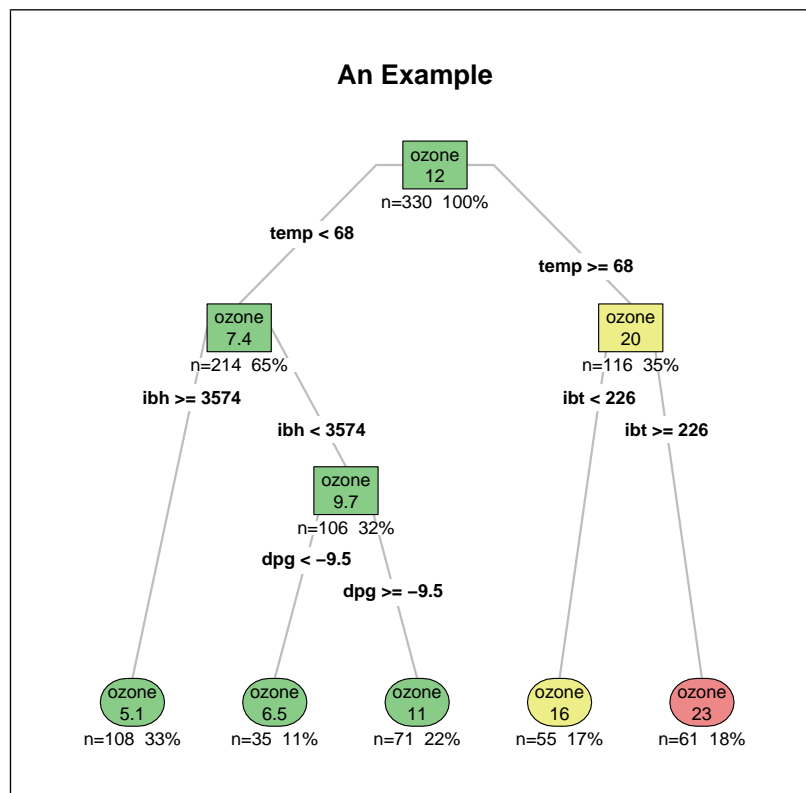 An Example
ozone
12
n=330 100%
temp < 68
temp >= 68
ozone
7.4
n=214 65%
ozone
20
n=116 35%
ibh >= 3574
ibh < 3574
ibt < 226
ibt >= 226
ozone
9.7
n=106 32%
dpg < −9.5
dpg >= −9.5
ozone
5.1
n=108 33%
ozone
6.5
n=35 11%
ozone
11
n=71 22%
ozone
16
n=55 17%
ozone
23
n=61 18%